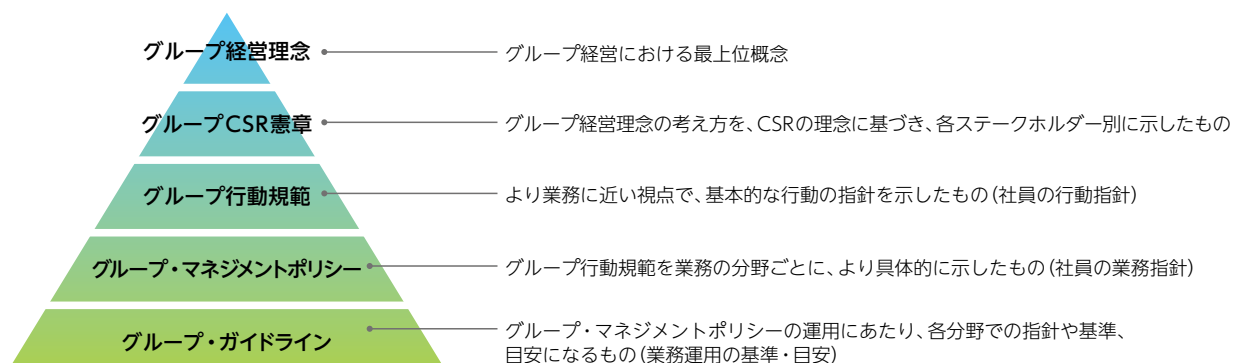 グループ経営理念
グループ経営における最上位概念
グループCSR憲章
グループ経営理念の考え方を、CSRの理念に基づき、各ステークホルダー別に示したもの
グループ行動規範
より業務に近い視点で、基本的な行動の指針を示したもの(社員の行動指針)
グループ・マネジメントポリシー
グループ行動規範を業務の分野ごとに、より具体的に示したもの(社員の業務指針)
グループ・ガイドライン
グループ・マネジメントポリシーの運用にあたり、各分野での指針や基準、
目安になるもの(業務運用の基準・目安)